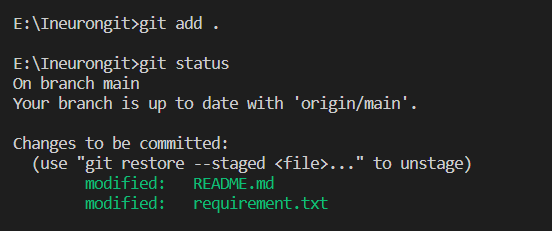 E:\Ineurongit>git add .
E:\Ineurongit>git status
On branch main
Your branch is up to date with 'origin/main'.
Changes to be committed:
(use "git restore --staged <file>..." to unstage)
modified: README.md
modified: requirement.txt